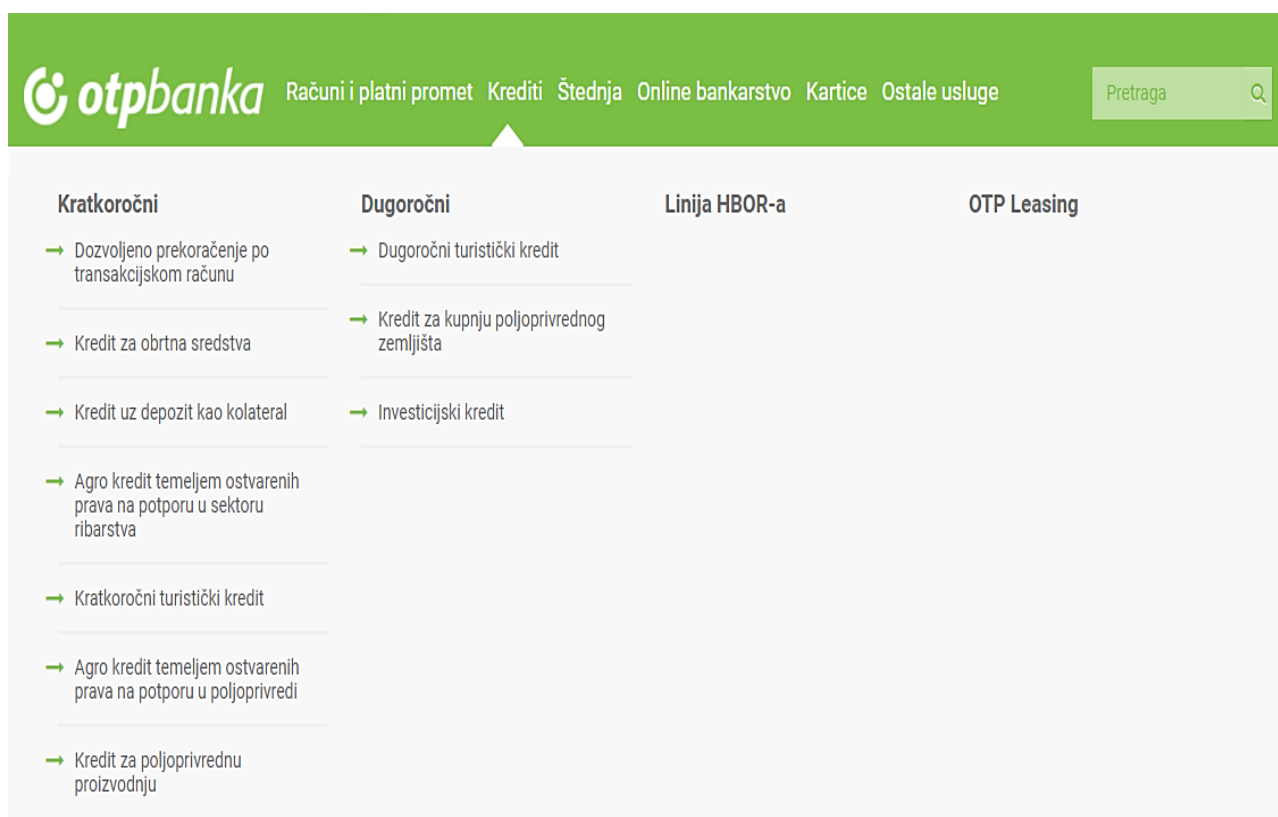 otpbanka
Računi i platni promet Krediti Štednja Online bankarstvo Kartice Ostale usluge
Pretraga
Kratkoročni
Dozvoljeno prekoračenje po
transakcijskom računu
Kredit za obrtna sredstva
Kredit uz depozit kao kolateral
Agro kredit temeljem ostvarenih
prava na potporu u sektoru
ribarstva
Kratkoročni turistički kredit
Agro kredit temeljem ostvarenih
prava na potporu u poljoprivredi
Kredit za poljoprivrednu
proizvodnju
Dugoročni
Dugoročni turistički kredit
Kredit za kupnju poljoprivrednog
zemljišta
Investicijski kredit
Linija HBOR-a
OTP Leasing